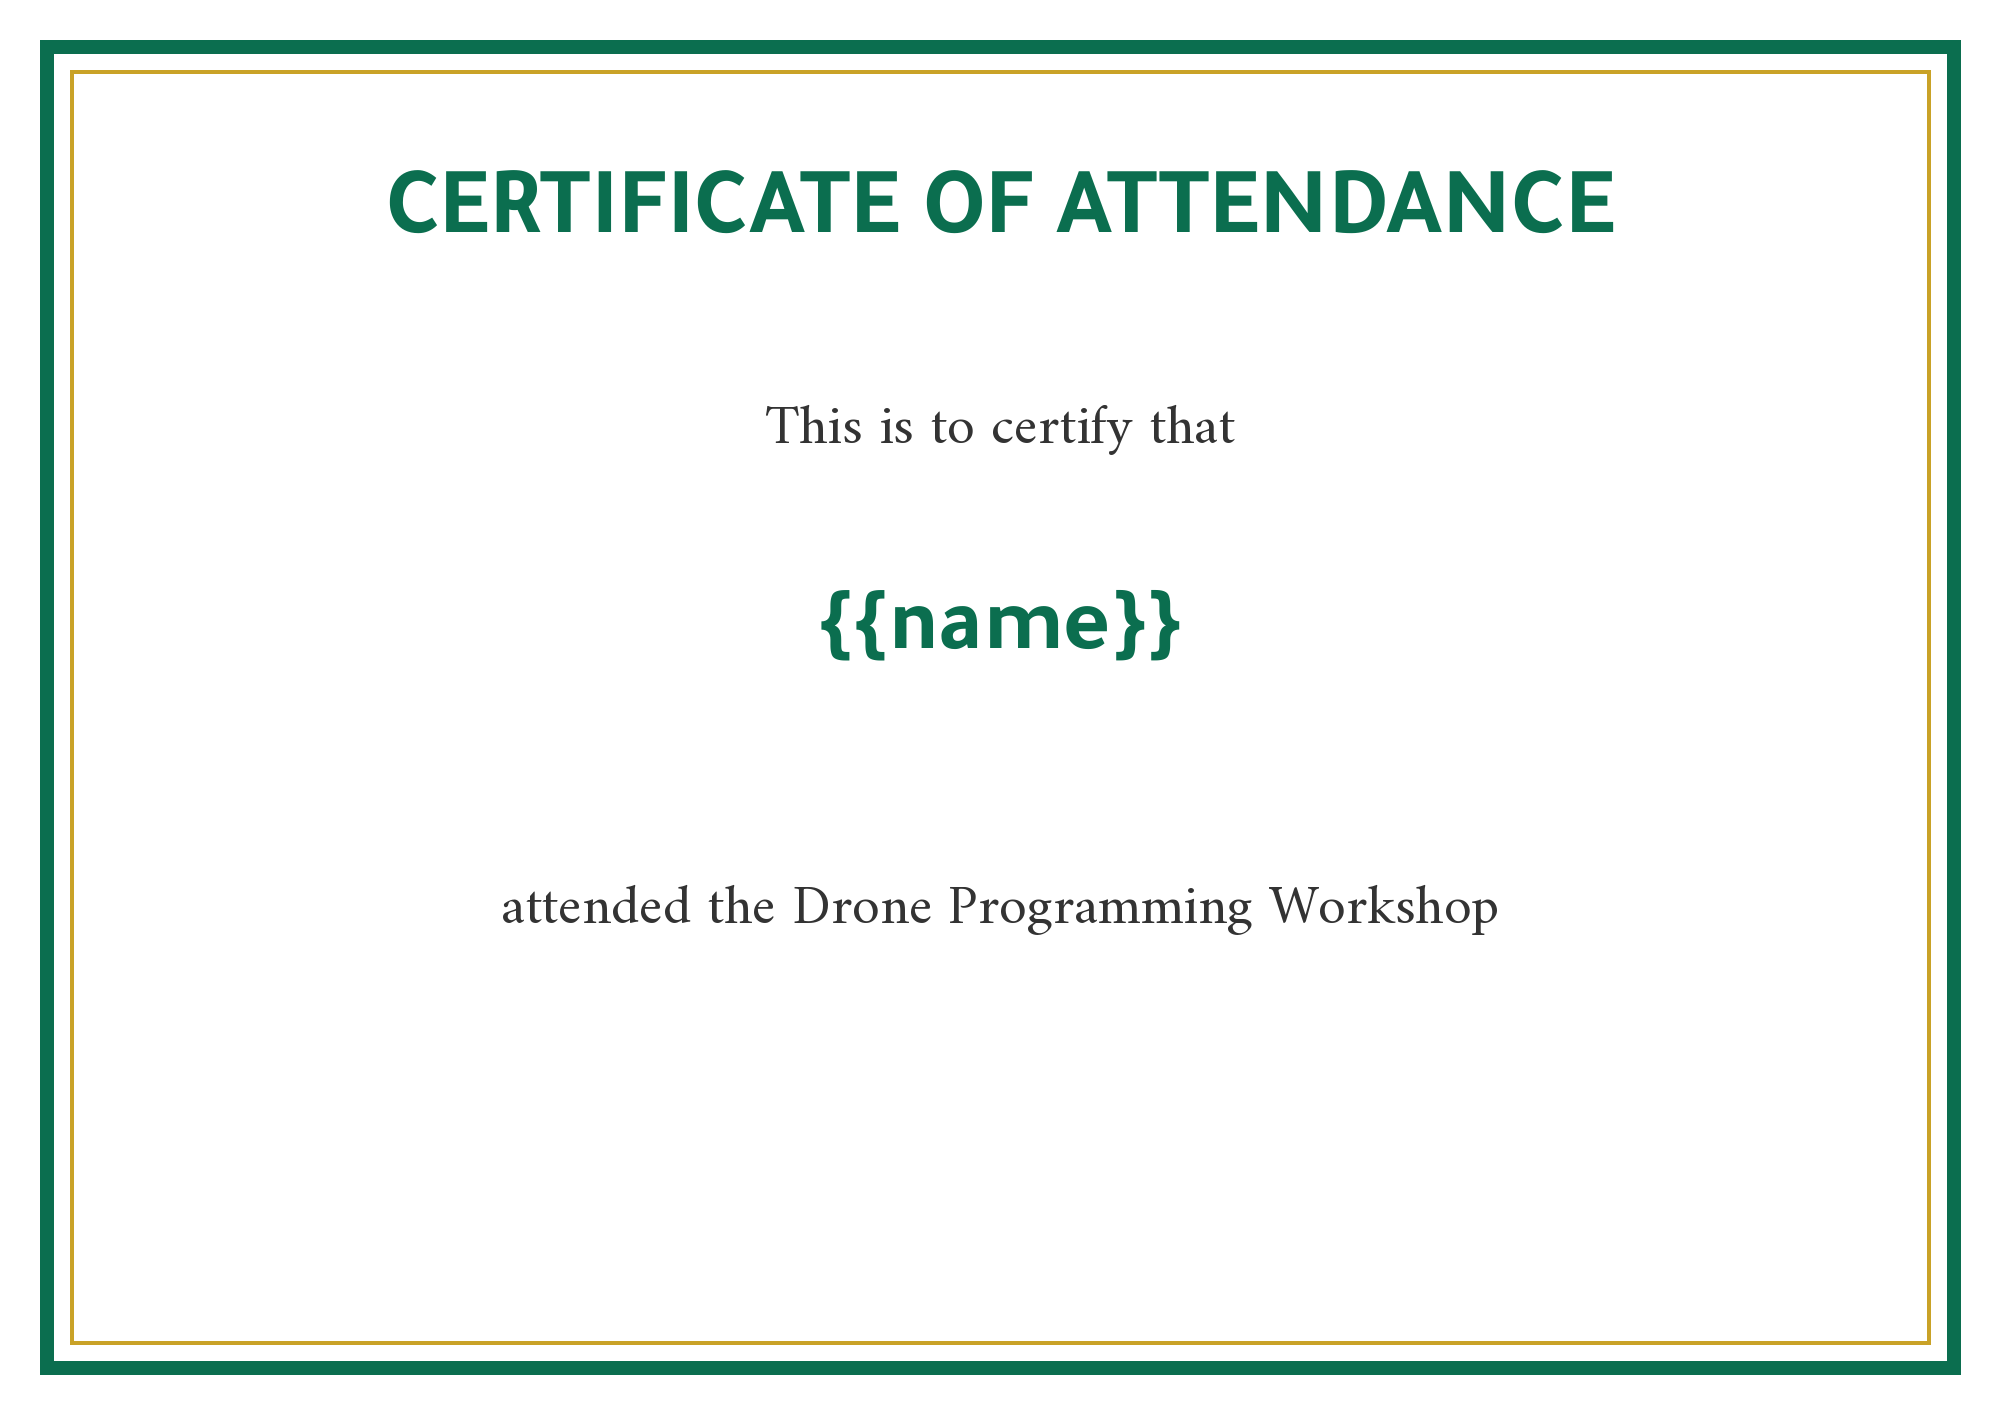 CERTIFICATE OF ATTENDANCE
This is to certify that
{{name}}
attended the Drone Programming Workshop